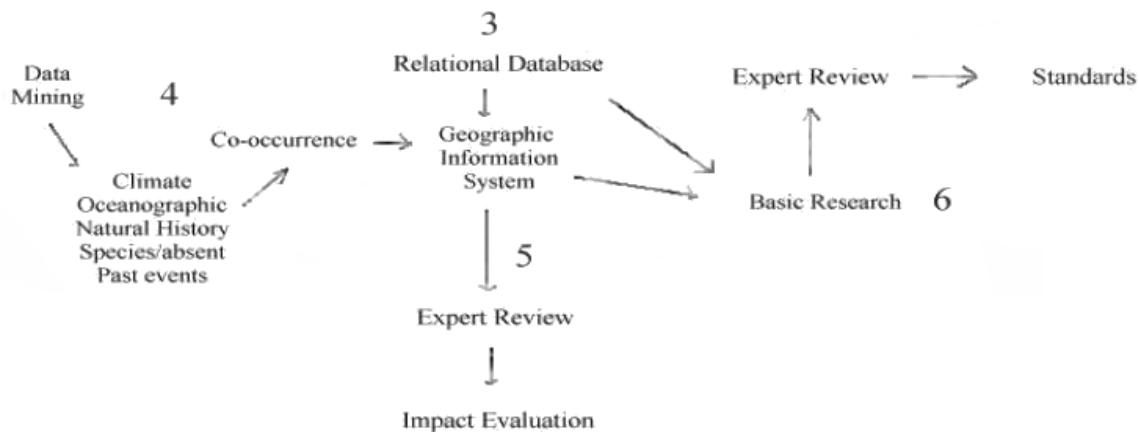 3
Relational Database
Data
Mining
4
Expert Review
Standards
Co-occurrence
Geographic
Information
System
Climate
Oceanographic
Natural History
Species/absent
Past events
Basic Research 6
5
Expert Review
Impact Evaluation